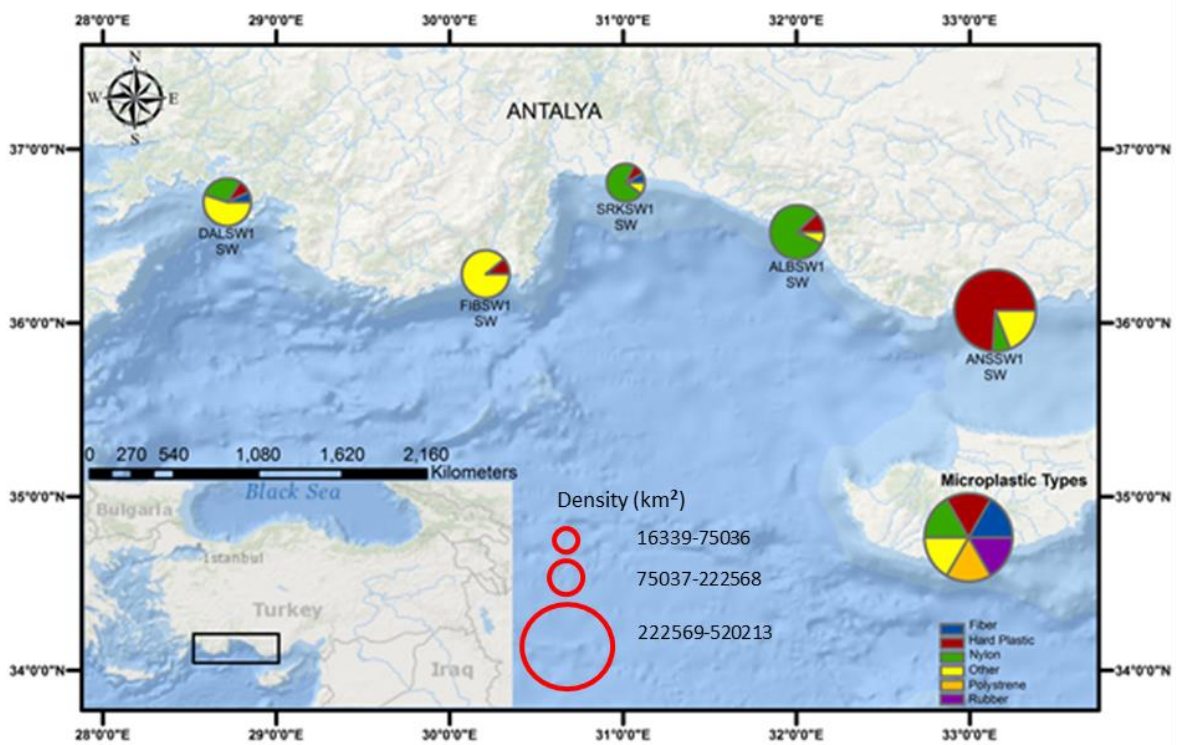 28°0'0"E 29°0'0"E 30°0'0"E 31°0'0"E 32°0'0"E 33°0'0"E
N
W E
S
ANTALYA
37°0'0"N 37°0'0"N
SRKSW1
SW
DALSW1
SW
ALBSW1
SW
FIBSW1
SW
36°0'0"N 36°0'0"N
ANSSW1
SW
0 270 540 1,080 1,620 2,160
Kilometers
35°0'0"N 35°0'0"N
Black Sea
Bulgaria
Istanbul
Turkey
Iraq
Density (km²)
16339-75036
75037-222568
222569-520213
Microplastic Types
Fiber
Hard Plastic
Nylon
Other
Polystrene
Rubber
34°0'0"N 34°0'0"N
28°0'0"E 29°0'0"E 30°0'0"E 31°0'0"E 32°0'0"E 33°0'0"E